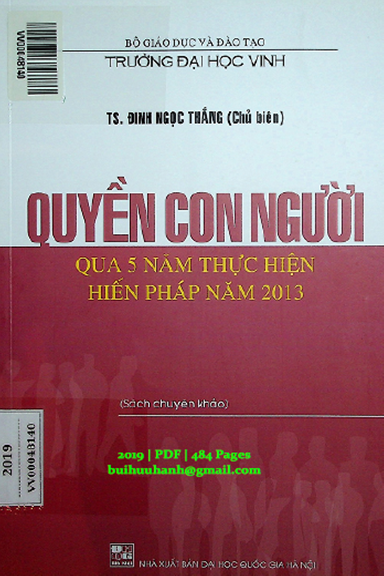 BỘ GIÁO DỤC VÀ ĐÀO TẠO
TRƯỜNG ĐẠI HỌC VINH
VV00048140
TS. ĐINH NGỌC THẮNG (Chủ biên)
QUYỀN CON NGƯỜI
QUA 5 NĂM THỰC HIỆN
HIẾN PHÁP NĂM 2013
(Sách chuyên khảo)
2019
VV00048140
2019 | PDF | 484 Pages
buihuuhanh@gmail.com
NHÀ XUẤT BẢN ĐẠI HỌC QUỐC GIA HÀ NỘI